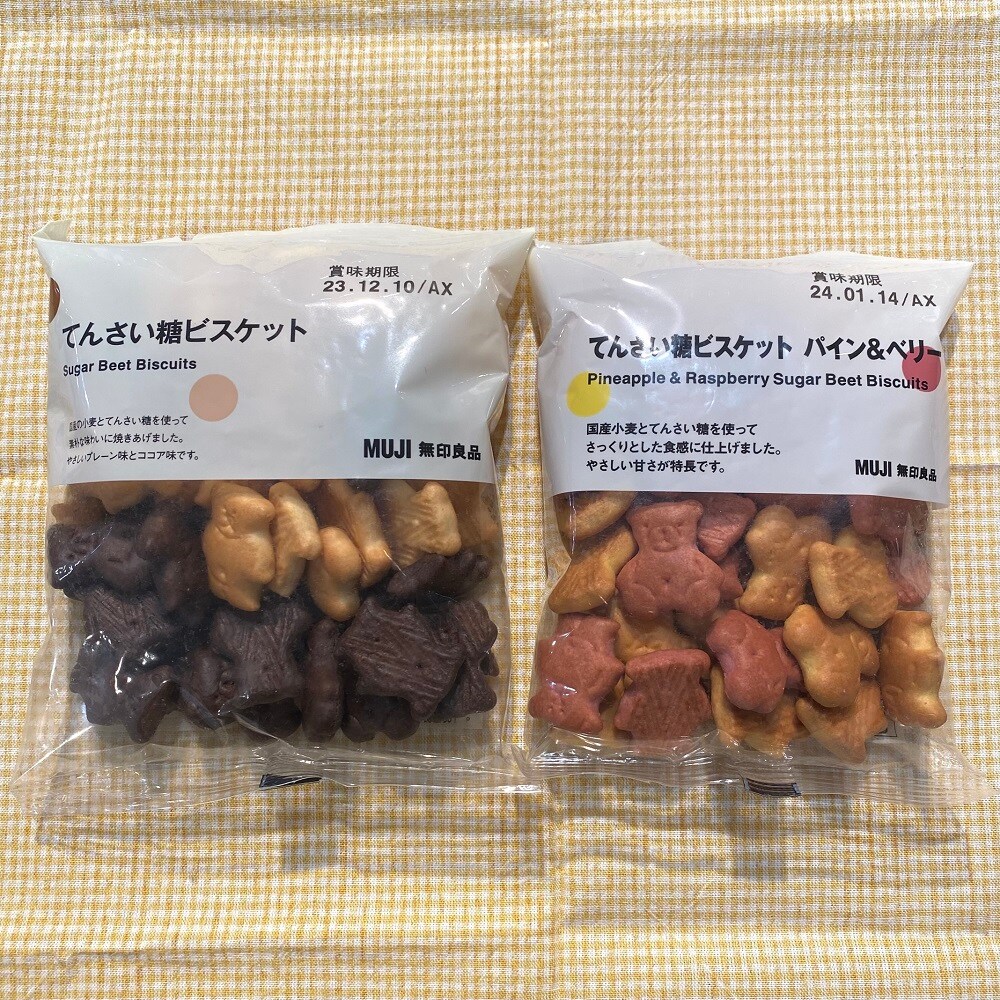 賞味期限
23.12.10/AX
てんさい糖ビスケット
Sugar Beet Biscuits
の小麦とてんさい糖を使って
朴な味わいに焼きあげました。
やさしいプレーン味とココア味です。
MUJI 無印良品
賞味期限
24.01.14/AX
てんさい糖ビスケット パイン&ベリー
Pineapple & Raspberry Sugar Beet Biscuits
国産小麦とてんさい糖を使って
さっくりとした食感に仕上げました。
やさしい甘さが特長です。
MUJI 無印良品